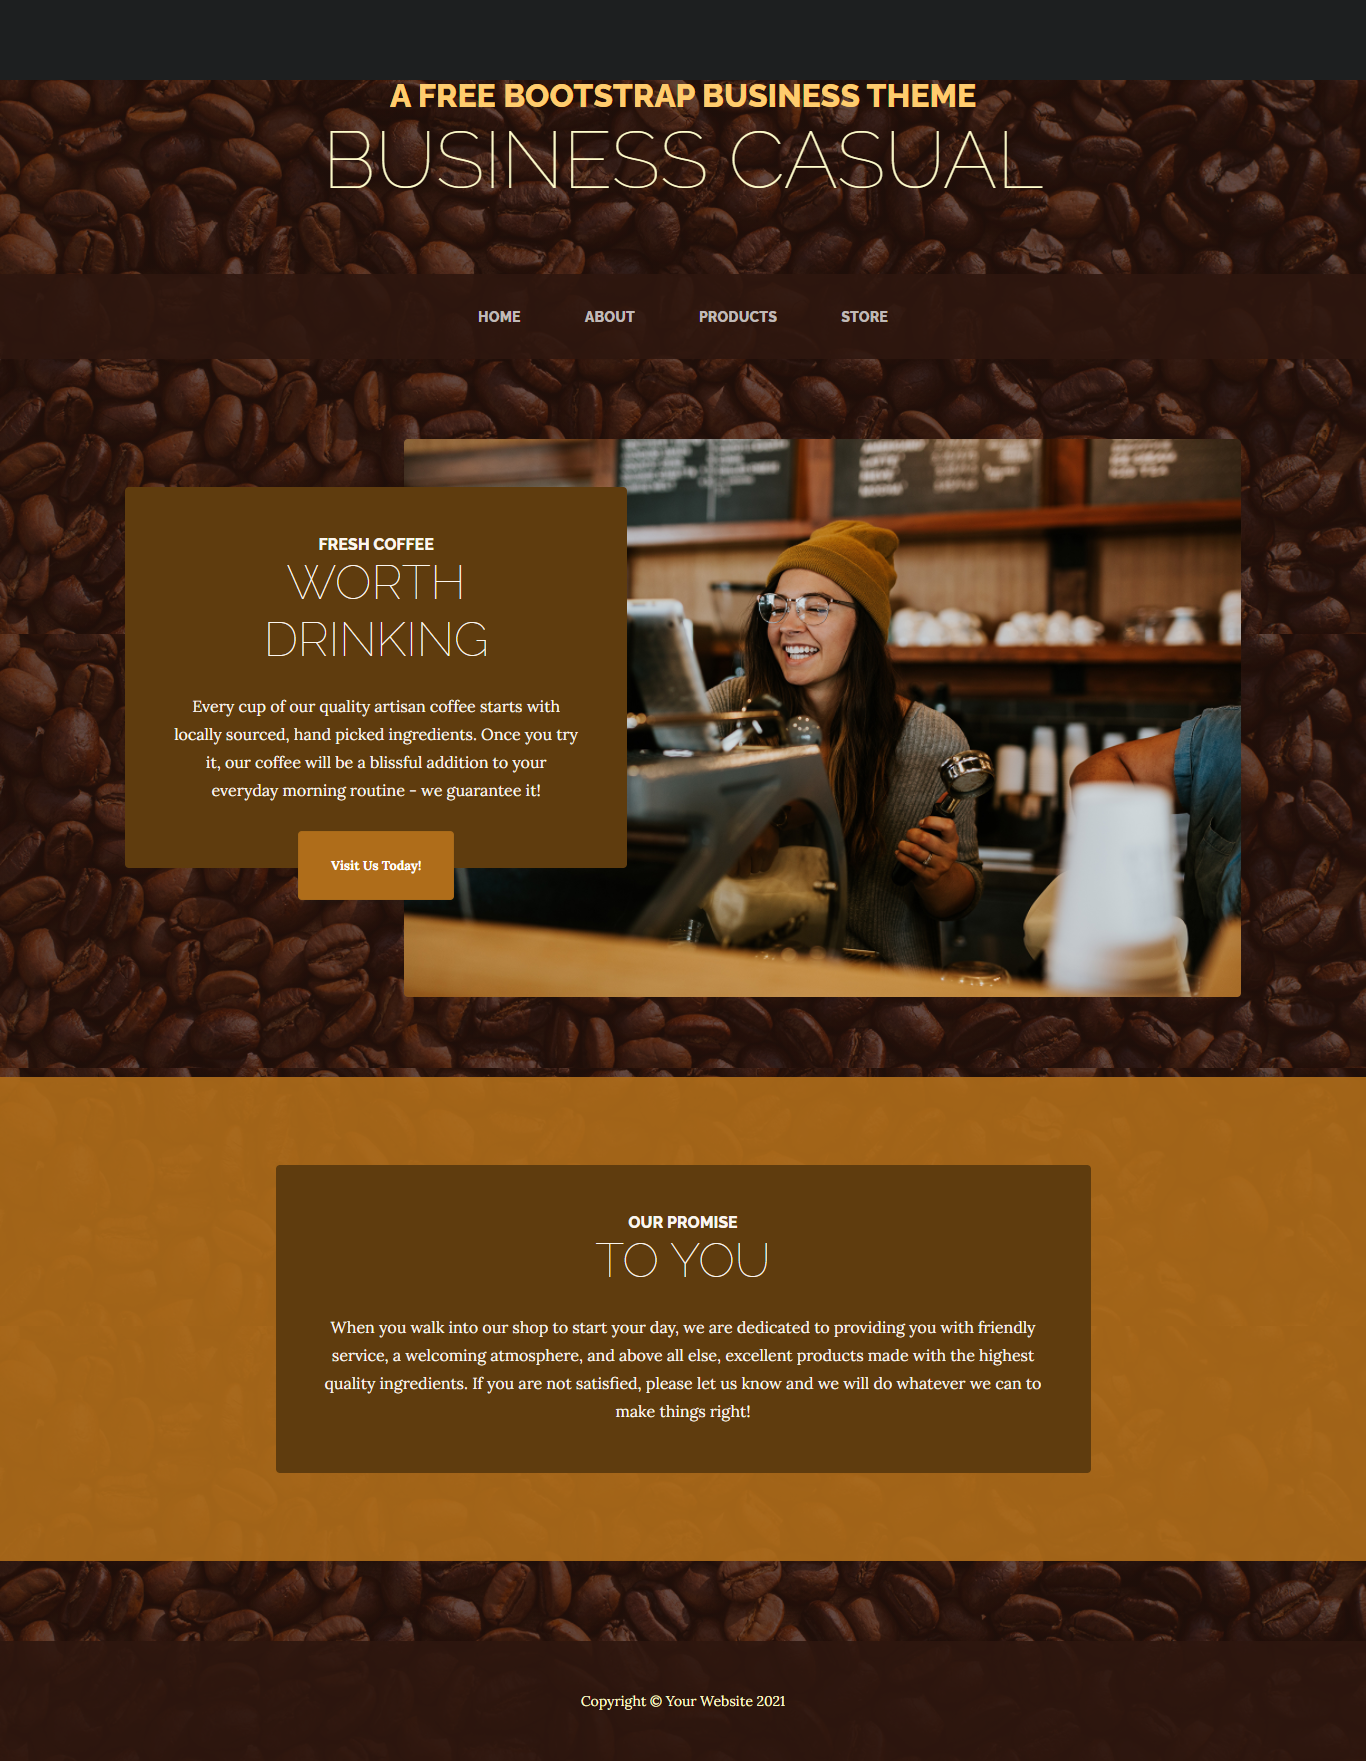 A FREE BOOTSTRAP BUSINESS THEME
BUSINESS CASUAL
HOME
ABOUT
PRODUCTS
STORE
FRESH COFFEE
WORTH
DRINKING
Every cup of our quality artisan coffee starts with
locally sourced, hand picked ingredients. Once you try
it, our coffee will be a blissful addition to your
everyday morning routine - we guarantee it!
Visit Us Today!
OUR PROMISE
TO YOU
When you walk into our shop to start your day, we are dedicated to providing you with friendly
service, a welcoming atmosphere, and above all else, excellent products made with the highest
quality ingredients. If you are not satisfied, please let us know and we will do whatever we can to
make things right!
Copyright © Your Website 2021